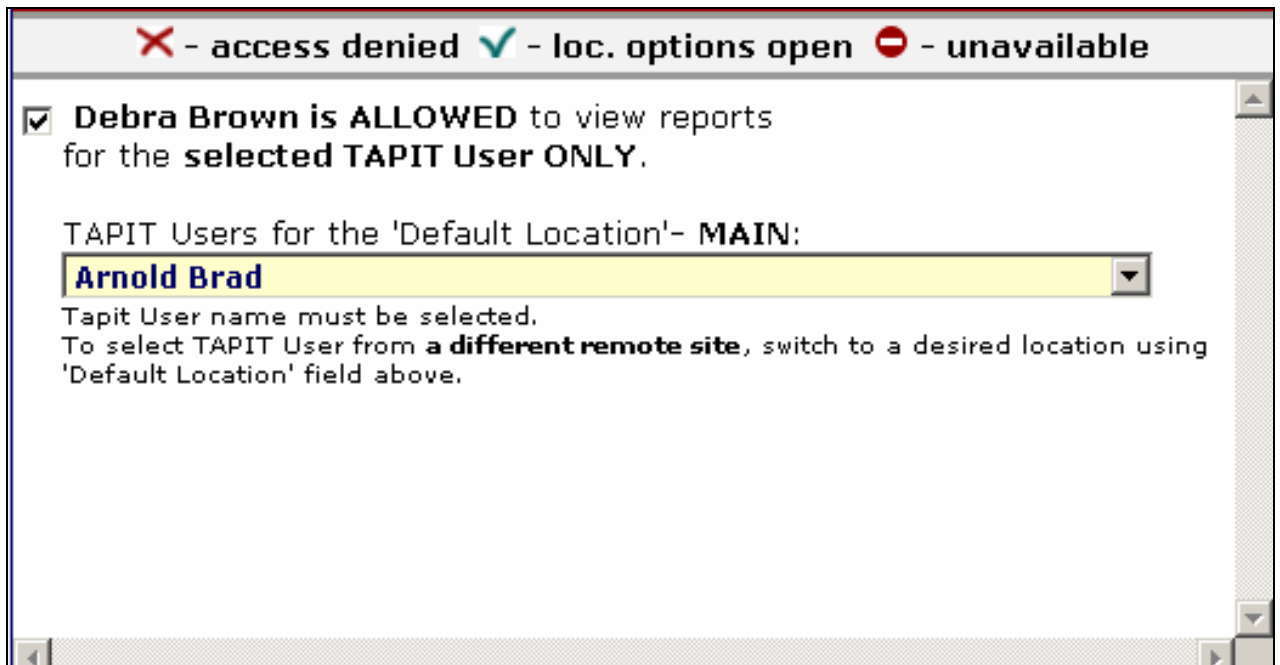 - access denied - loc. options open - unavailable
Debra Brown is ALLOWED to view reports
for the selected TAPIT User ONLY.
TAPIT Users for the 'Default Location'- MAIN:
Arnold Brad
Tapit User name must be selected.
To select TAPIT User from a different remote site, switch to a desired location using
'Default Location' field above.